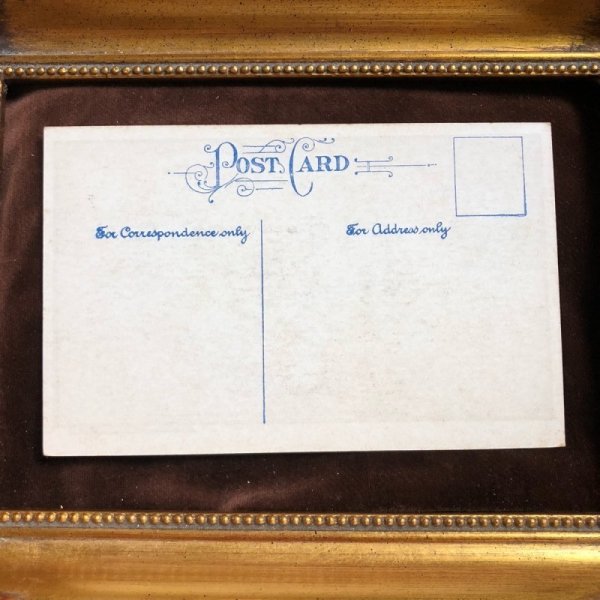 POST CARD
For Correspondence only
For Address only